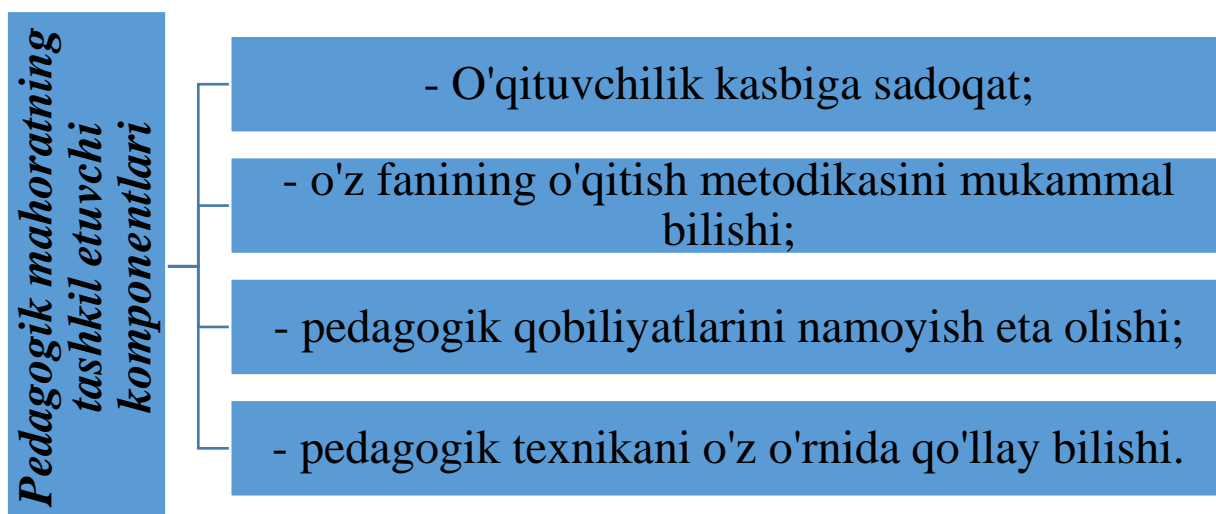 Pedagogik mahoratning
tashkil etuvchi
komponentlari
- O'qituvchilik kasbiga sadoqat;
- o'z fanining o'qitish metodikasini mukammal
bilishi;
- pedagogik qobiliyatlarini namoyish eta olishi;
- pedagogik texnikani o'z o'rnida qo'llay bilishi.